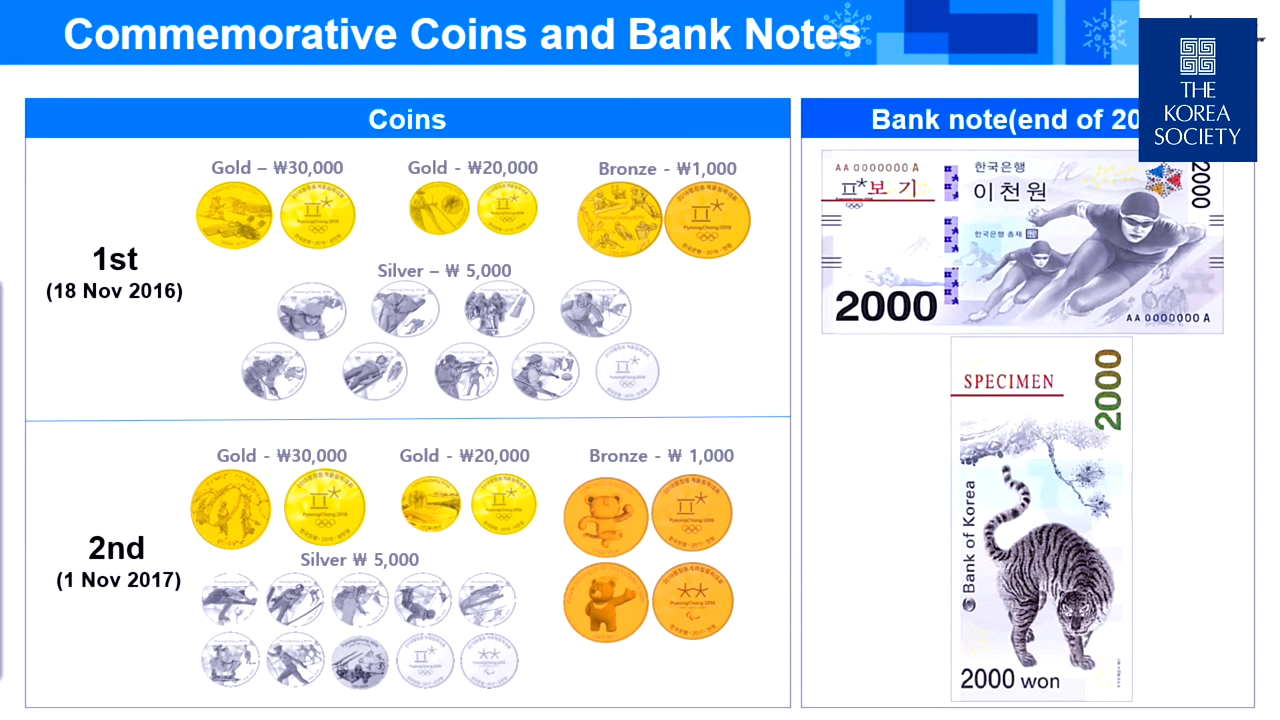 Commemorative Coins and Bank Notes
THE
KOREA
SOCIETY
Coins
Gold – ₩30,000
Gold - ₩20,000
Bronze - ₩1,000
1st
(18 Nov 2016)
Silver – ₩ 5,000
2nd
(1 Nov 2017)
Gold - ₩30,000
Gold - ₩20,000
Bronze - ₩ 1,000
Silver ₩ 5,000
Bank note(end of 20
AA 0000000 A
보기
한국은행
이천원
한국은행 총재
2000
2000
AA 0000000 A
SPECIMEN
2000
Bank of Korea
2000 won